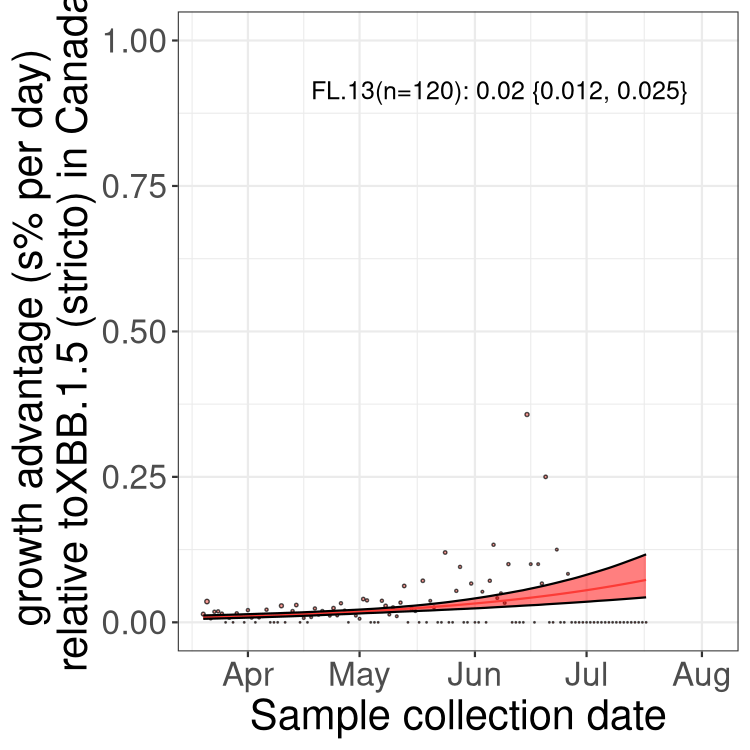 growth advantage (s% per day)
relative toXBB.1.5 (stricto) in Canada
1.00
0.75
0.50
0.25
0.00
FL.13(n=120): 0.02 {0.012, 0.025}
Apr May Jun Jul Aug
Sample collection date